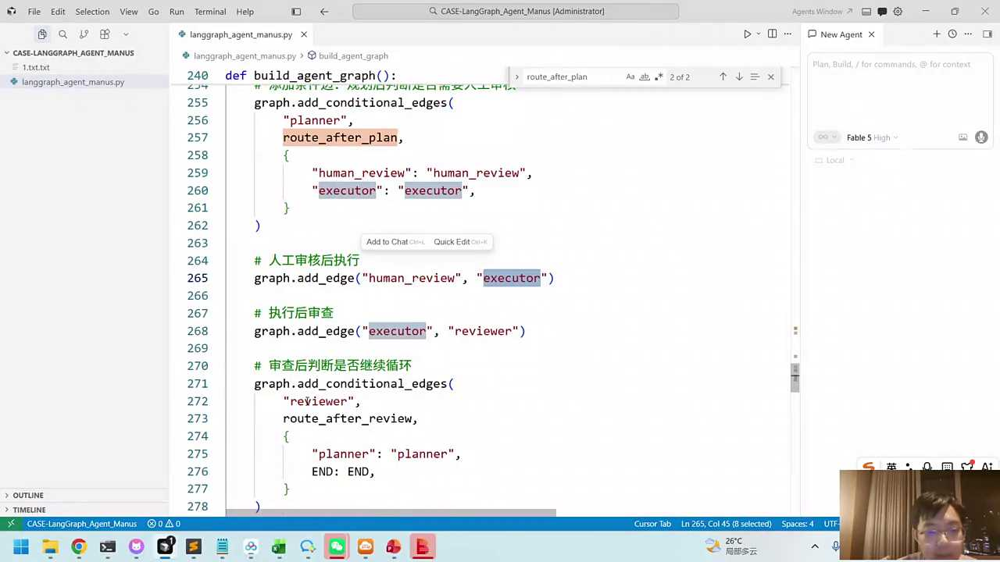 File Edit Selection View Go Run Terminal Help
CASE-LangGraph_Agent_Manus [Administrator]
Agents Window
CASE-LANGGRAPH_AGENT_MANUS
1.txt.txt
langgraph_agent_manus.py
OUTLINE
TIMELINE
langgraph_agent_manus.py
langgraph_agent_manus.py > build_agent_graph
route_after_plan
Aa ab .* 2 of 2
240 def build_agent_graph():
254 # 添加条件边：规划后判断是否需要人工审核
255 graph.add_conditional_edges(
256 "planner",
257 route_after_plan,
258 {
259 "human_review": "human_review",
260 "executor": "executor",
261 }
262 )
263
Add to Chat Ctrl+L Quick Edit Ctrl+K
264 # 人工审核后执行
265 graph.add_edge("human_review", "executor")
266
267 # 执行后审查
268 graph.add_edge("executor", "reviewer")
269
270 # 审查后判断是否继续循环
271 graph.add_conditional_edges(
272 "reviewer",
273 route_after_review,
274 {
275 "planner": "planner",
276 END: END,
277 }
278 )
New Agent
Plan, Build, / for commands, @ for context
Fable 5 High
Local
英
CASE-LangGraph_Agent_Manus 0 0
Cursor Tab Ln 265, Col 45 (8 selected) Spaces: 4 UTF-
26°C
局部多云